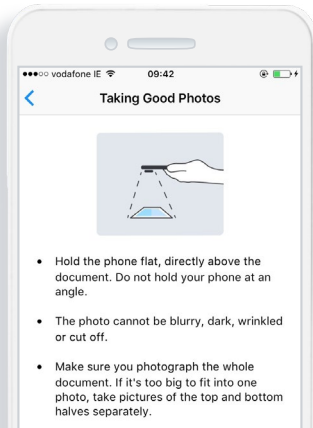 vodafone IE 09:42
Taking Good Photos
• Hold the phone flat, directly above the
document. Do not hold your phone at an
angle.
• The photo cannot be blurry, dark, wrinkled
or cut off.
• Make sure you photograph the whole
document. If it's too big to fit into one
photo, take pictures of the top and bottom
halves separately.